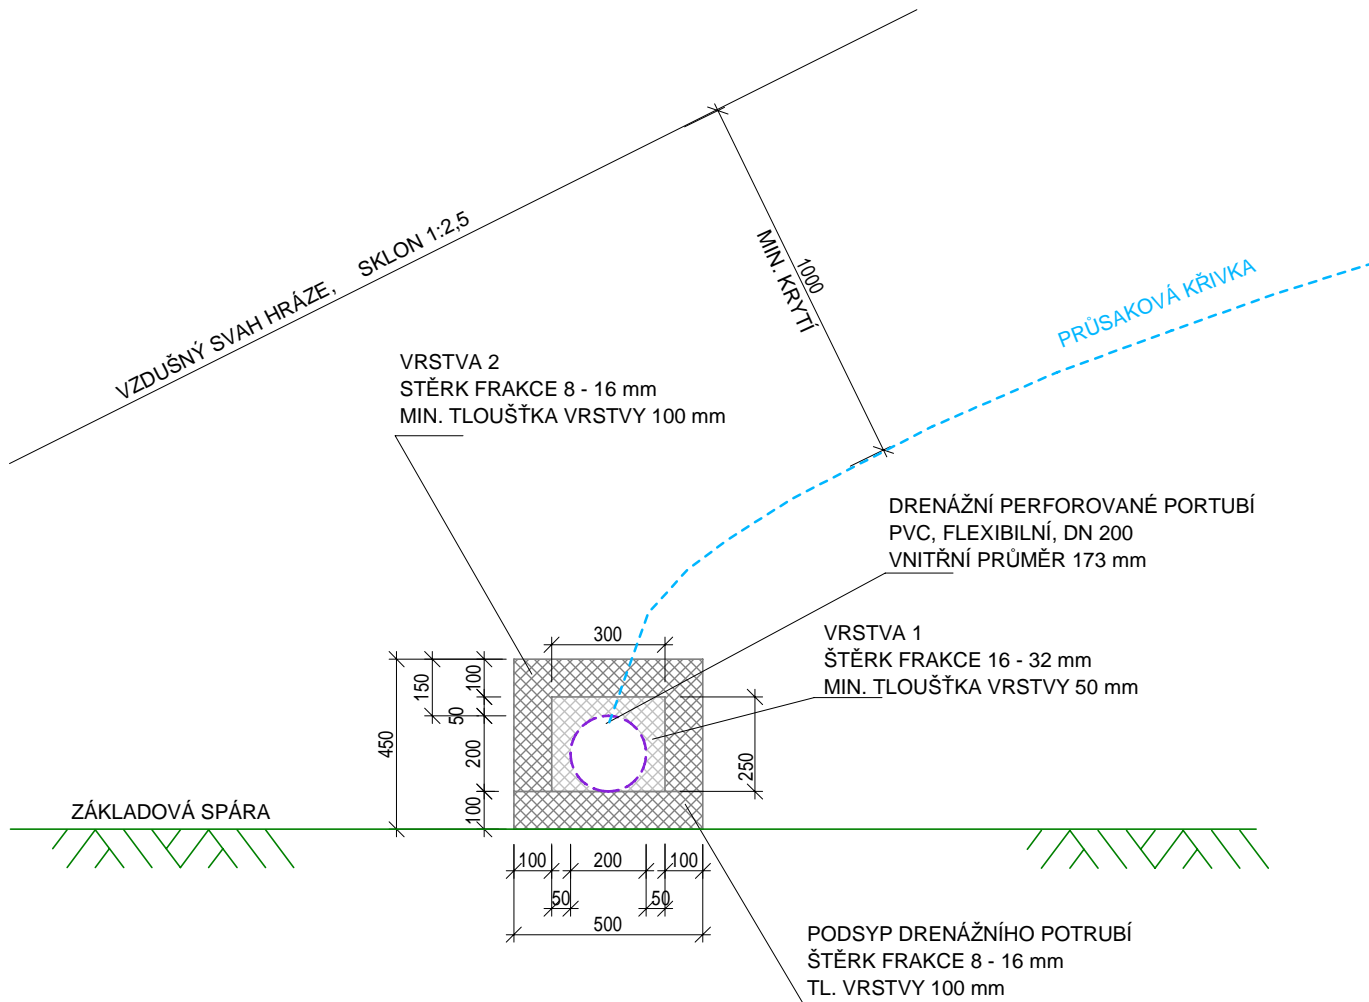 VZDUŠNÝ SVAH HRÁZE, SKLON 1:2,5
1000
MIN. KRYTÍ
PRŮSAKOVÁ KŘIVKA
VRSTVA 2
STĚRK FRAKCE 8 - 16 mm
MIN. TLOUŠŤKA VRSTVY 100 mm
DRENÁŽNÍ PERFOROVANÉ PORTUBÍ
PVC, FLEXIBILNÍ, DN 200
VNITŘNÍ PRŮMĚR 173 mm
VRSTVA 1
ŠTĚRK FRAKCE 16 - 32 mm
MIN. TLOUŠŤKA VRSTVY 50 mm
300
450
150
100
50
200
100
250
ZÁKLADOVÁ SPÁRA
100
200
100
50
50
500
PODSYP DRENÁŽNÍHO POTRUBÍ
ŠTĚRK FRAKCE 8 - 16 mm
TL. VRSTVY 100 mm